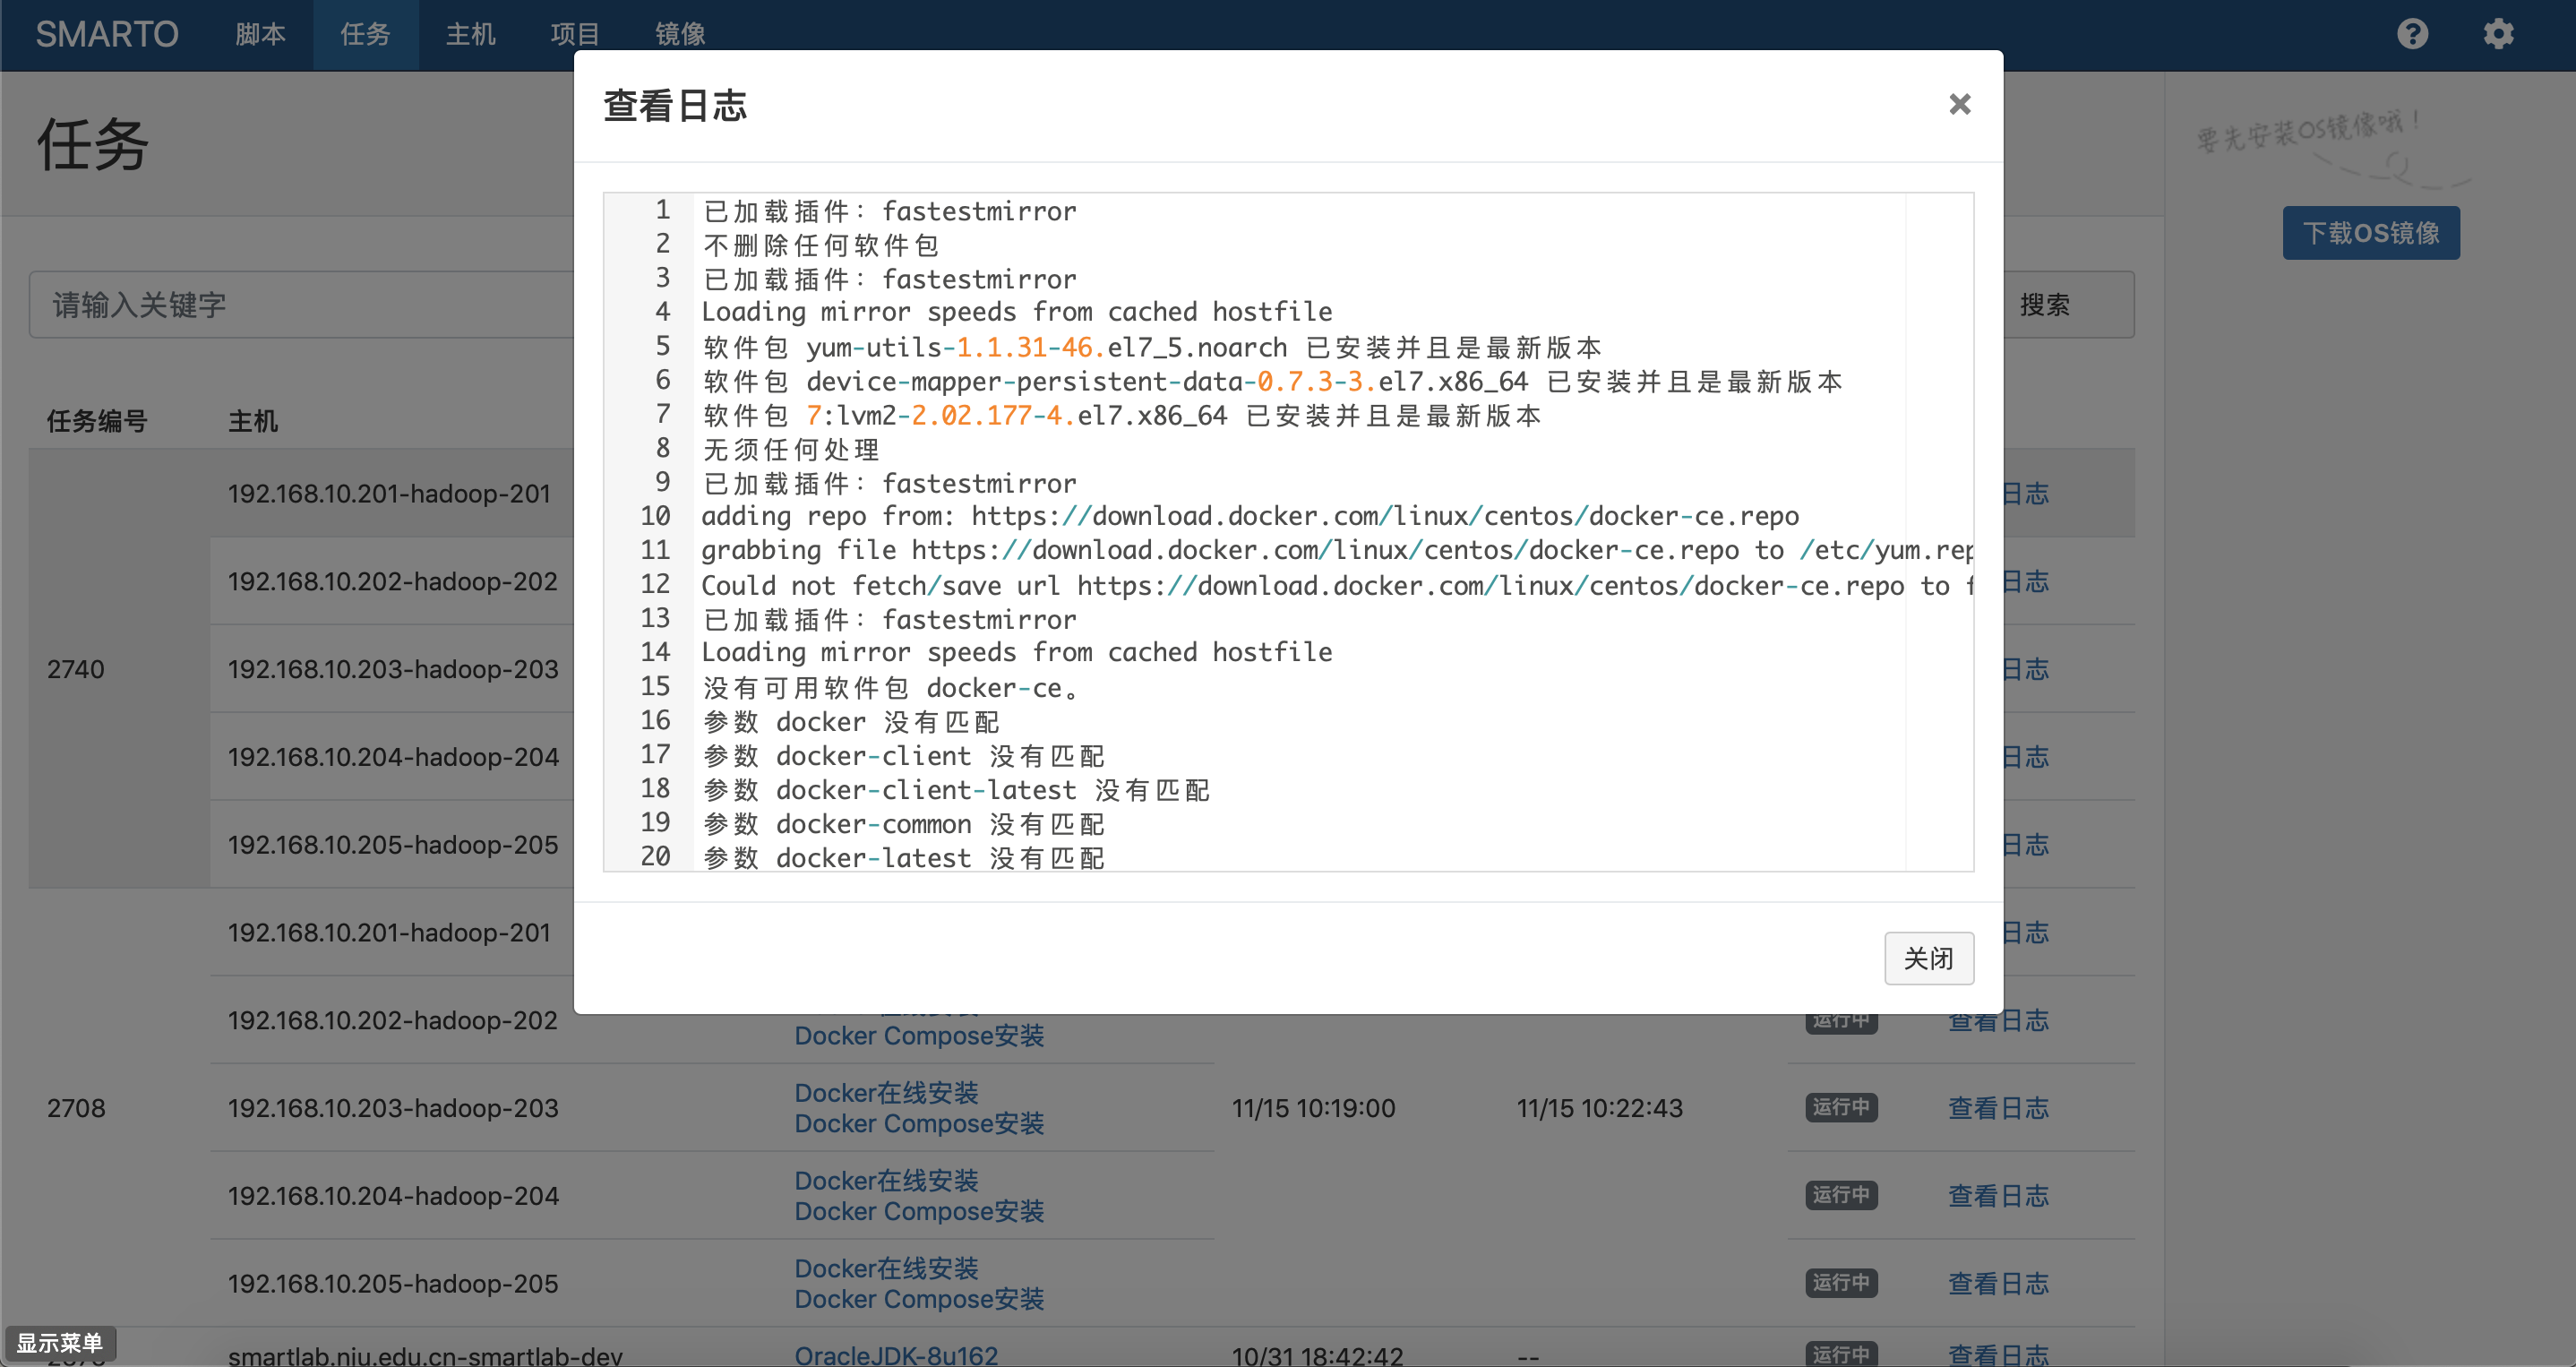 SMARTO 脚本 任务 主机 项目 镜像
任务
要先安装OS镜像哦！
下载OS镜像
请输入关键字
搜索
任务编号 主机
查看日志
1 已加载插件：fastestmirror
2 不删除任何软件包
3 已加载插件：fastestmirror
4 Loading mirror speeds from cached hostfile
5 软件包 yum-utils-1.1.31-46.el7_5.noarch 已安装并且是最新版本
6 软件包 device-mapper-persistent-data-0.7.3-3.el7.x86_64 已安装并且是最新版本
7 软件包 7:lvm2-2.02.177-4.el7.x86_64 已安装并且是最新版本
8 无须任何处理
9 已加载插件：fastestmirror
10 adding repo from: https://download.docker.com/linux/centos/docker-ce.repo
11 grabbing file https://download.docker.com/linux/centos/docker-ce.repo to /etc/yum.rep
12 Could not fetch/save url https://download.docker.com/linux/centos/docker-ce.repo to f
13 已加载插件：fastestmirror
14 Loading mirror speeds from cached hostfile
15 没有可用软件包 docker-ce。
16 参数 docker 没有匹配
17 参数 docker-client 没有匹配
18 参数 docker-client-latest 没有匹配
19 参数 docker-common 没有匹配
20 参数 docker-latest 没有匹配
关闭
192.168.10.201-hadoop-201 日志
192.168.10.202-hadoop-202 日志
2740 192.168.10.203-hadoop-203 日志
192.168.10.204-hadoop-204 日志
192.168.10.205-hadoop-205 日志
192.168.10.201-hadoop-201 日志
192.168.10.202-hadoop-202 Docker Compose安装 运行中 查看日志
2708 192.168.10.203-hadoop-203 Docker在线安装 11/15 10:19:00 11/15 10:22:43 运行中 查看日志
Docker Compose安装
192.168.10.204-hadoop-204 Docker在线安装 运行中 查看日志
Docker Compose安装
192.168.10.205-hadoop-205 Docker在线安装 运行中 查看日志
Docker Compose安装
smartlab.nju.edu.cn-smartlab-dev OracleJDK-8u162 10/31 18:42:42 -- 运行中 查看日志
显示菜单